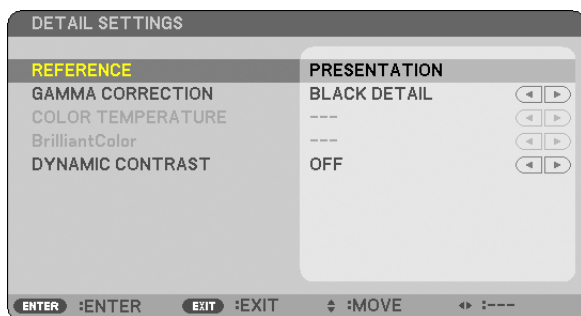 DETAIL SETTINGS
REFERENCE PRESENTATION
GAMMA CORRECTION BLACK DETAIL
COLOR TEMPERATURE ---
BrilliantColor ---
DYNAMIC CONTRAST OFF
ENTER :ENTER EXIT :EXIT :MOVE :---